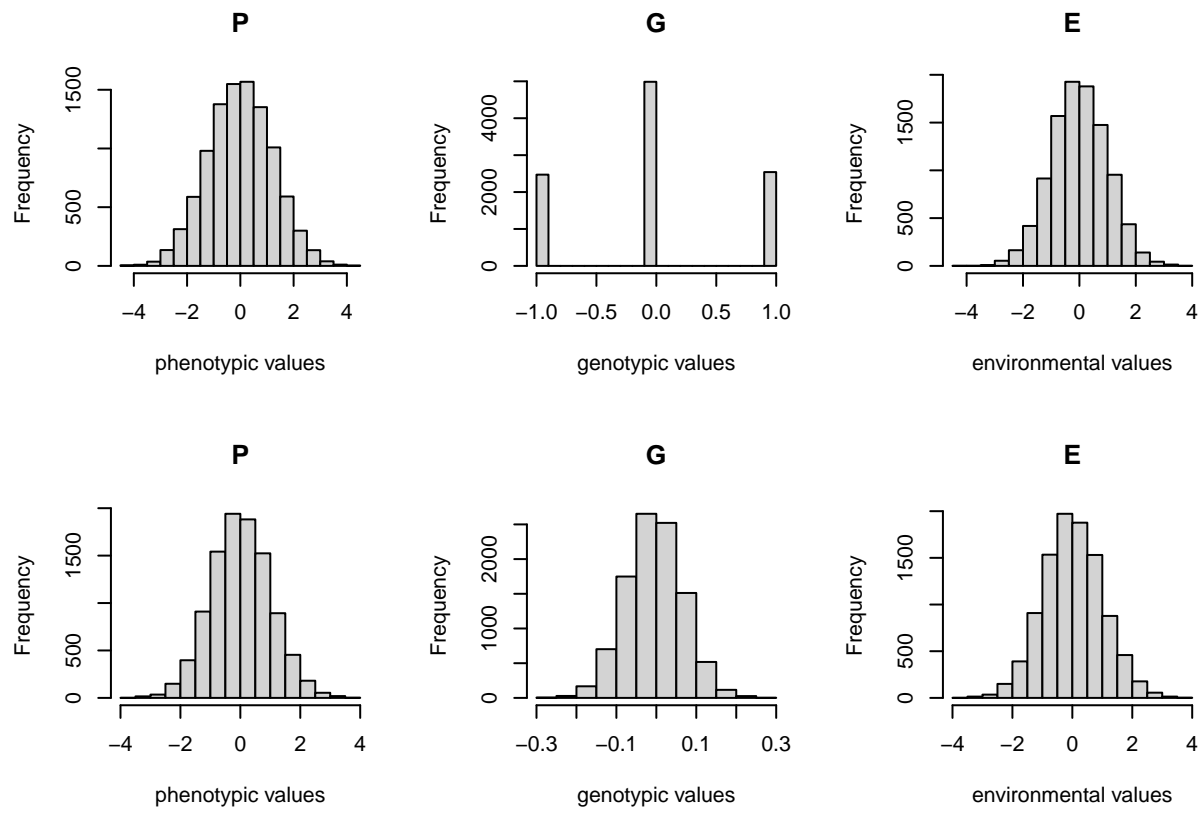 P
Frequency
0
500
1500
−4 −2 0 2 4
phenotypic values
G
Frequency
0
2000
4000
−1.0 −0.5 0.0 0.5 1.0
genotypic values
E
Frequency
0
500
1500
−4 −2 0 2 4
environmental values
P
Frequency
0
500
1500
−4 −2 0 2 4
phenotypic values
G
Frequency
0
1000
2000
−0.3 −0.1 0.1 0.3
genotypic values
E
Frequency
0
500
1500
−4 −2 0 2 4
environmental values